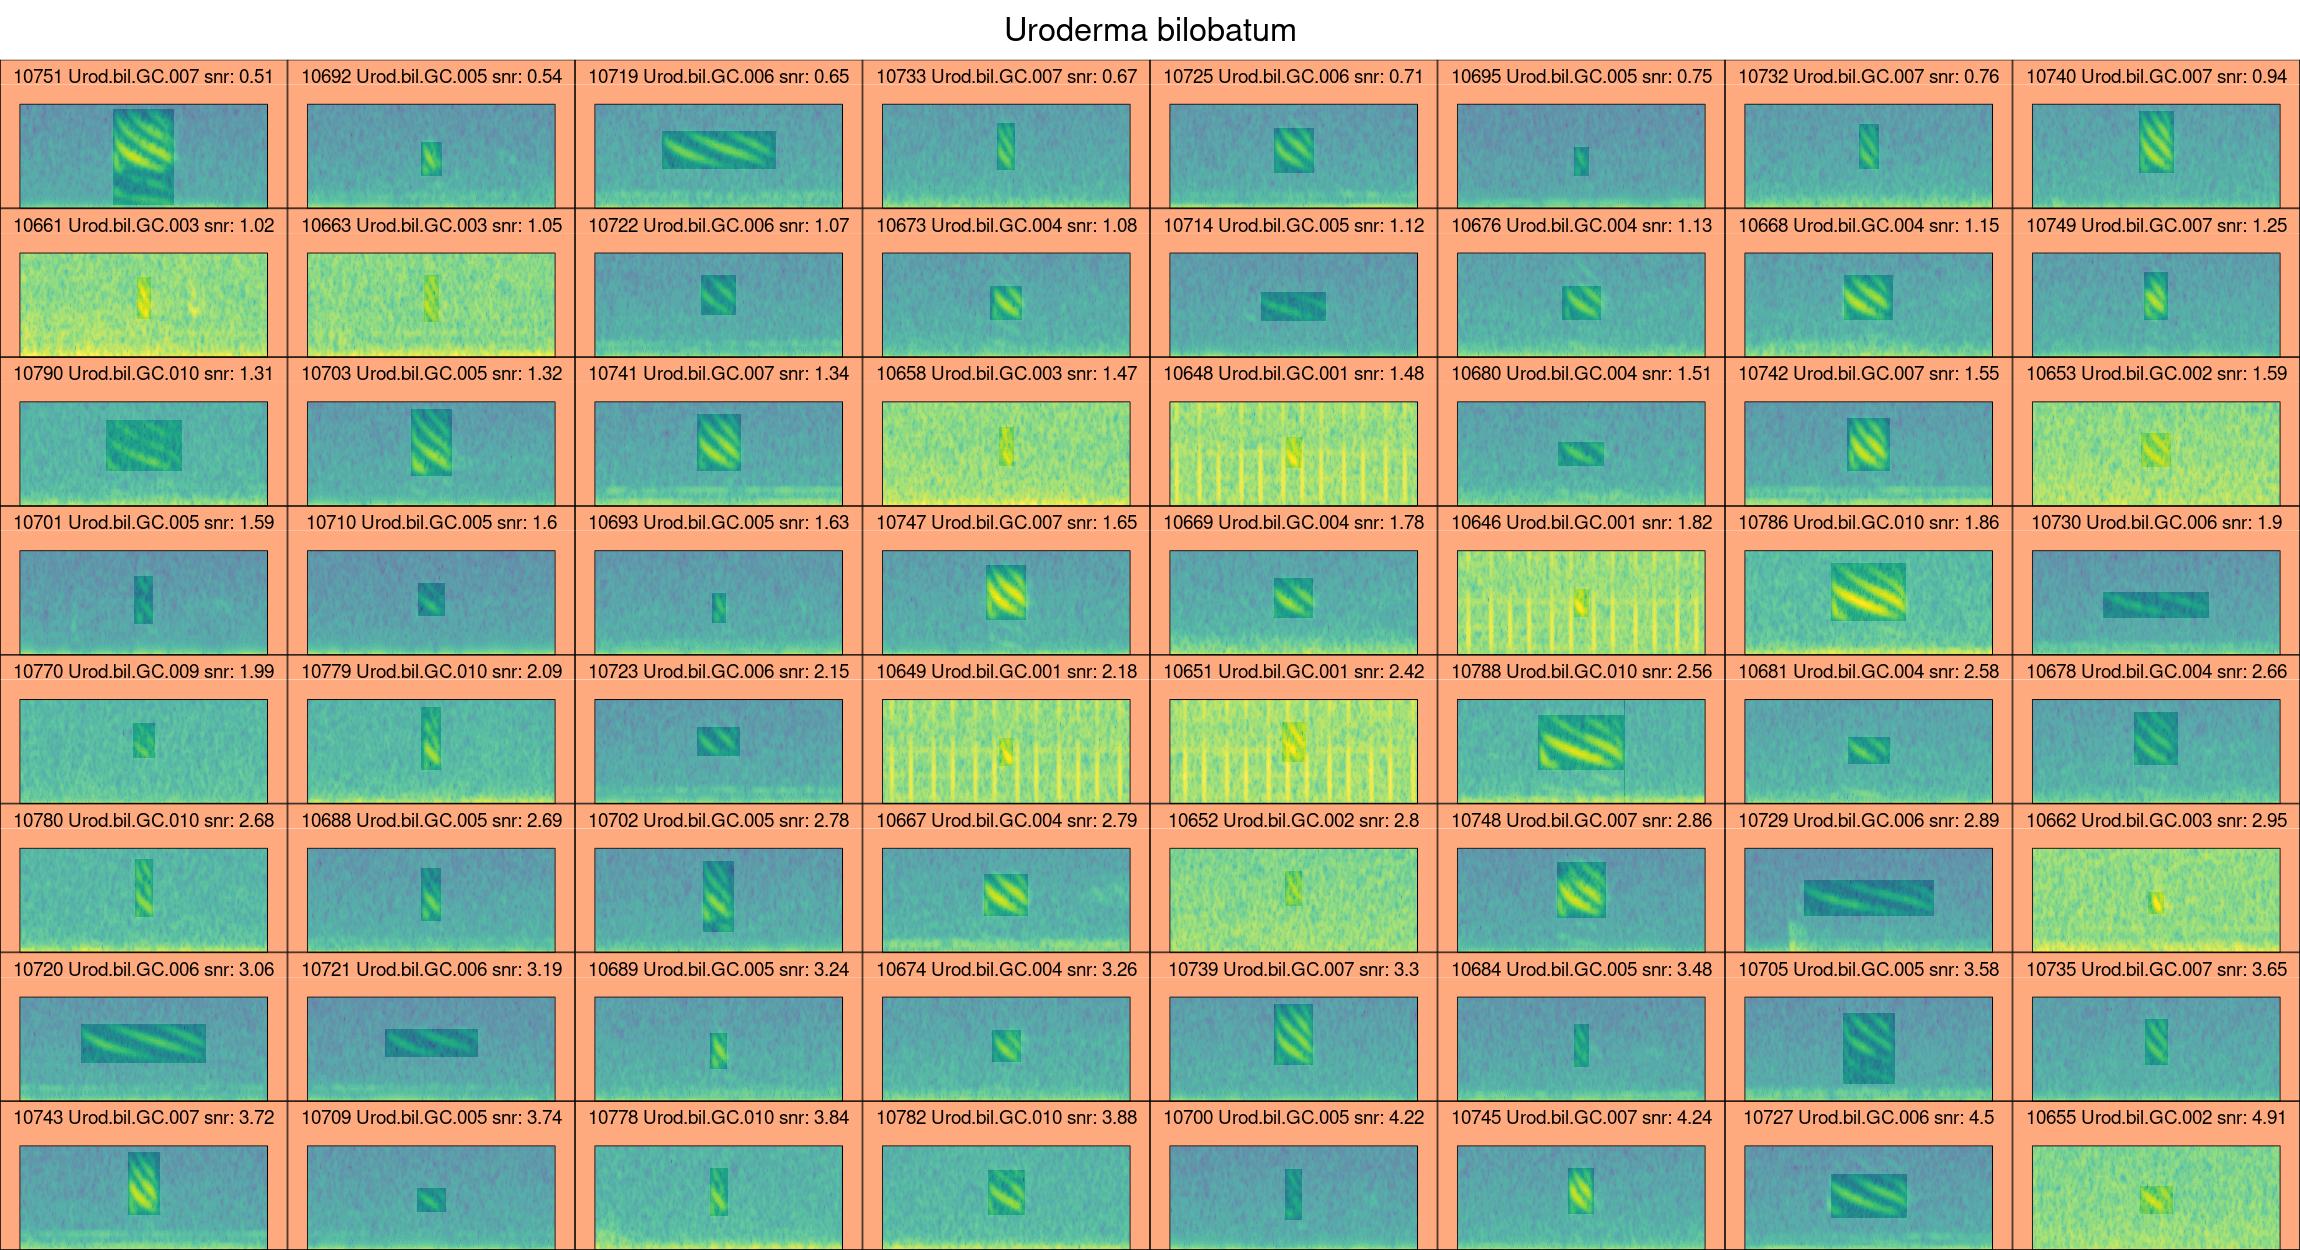 Uroderma bilobatum
10751 Urod.bil.GC.007 snr: 0.51
10692 Urod.bil.GC.005 snr: 0.54
10719 Urod.bil.GC.006 snr: 0.65
10733 Urod.bil.GC.007 snr: 0.67
10725 Urod.bil.GC.006 snr: 0.71
10695 Urod.bil.GC.005 snr: 0.75
10732 Urod.bil.GC.007 snr: 0.76
10740 Urod.bil.GC.007 snr: 0.94
10661 Urod.bil.GC.003 snr: 1.02
10663 Urod.bil.GC.003 snr: 1.05
10722 Urod.bil.GC.006 snr: 1.07
10673 Urod.bil.GC.004 snr: 1.08
10714 Urod.bil.GC.005 snr: 1.12
10676 Urod.bil.GC.004 snr: 1.13
10668 Urod.bil.GC.004 snr: 1.15
10749 Urod.bil.GC.007 snr: 1.25
10790 Urod.bil.GC.010 snr: 1.31
10703 Urod.bil.GC.005 snr: 1.32
10741 Urod.bil.GC.007 snr: 1.34
10658 Urod.bil.GC.003 snr: 1.47
10648 Urod.bil.GC.001 snr: 1.48
10680 Urod.bil.GC.004 snr: 1.51
10742 Urod.bil.GC.007 snr: 1.55
10653 Urod.bil.GC.002 snr: 1.59
10701 Urod.bil.GC.005 snr: 1.59
10710 Urod.bil.GC.005 snr: 1.6
10693 Urod.bil.GC.005 snr: 1.63
10747 Urod.bil.GC.007 snr: 1.65
10669 Urod.bil.GC.004 snr: 1.78
10646 Urod.bil.GC.001 snr: 1.82
10786 Urod.bil.GC.010 snr: 1.86
10730 Urod.bil.GC.006 snr: 1.9
10770 Urod.bil.GC.009 snr: 1.99
10779 Urod.bil.GC.010 snr: 2.09
10723 Urod.bil.GC.006 snr: 2.15
10649 Urod.bil.GC.001 snr: 2.18
10651 Urod.bil.GC.001 snr: 2.42
10788 Urod.bil.GC.010 snr: 2.56
10681 Urod.bil.GC.004 snr: 2.58
10678 Urod.bil.GC.004 snr: 2.66
10780 Urod.bil.GC.010 snr: 2.68
10688 Urod.bil.GC.005 snr: 2.69
10702 Urod.bil.GC.005 snr: 2.78
10667 Urod.bil.GC.004 snr: 2.79
10652 Urod.bil.GC.002 snr: 2.8
10748 Urod.bil.GC.007 snr: 2.86
10729 Urod.bil.GC.006 snr: 2.89
10662 Urod.bil.GC.003 snr: 2.95
10720 Urod.bil.GC.006 snr: 3.06
10721 Urod.bil.GC.006 snr: 3.19
10689 Urod.bil.GC.005 snr: 3.24
10674 Urod.bil.GC.004 snr: 3.26
10739 Urod.bil.GC.007 snr: 3.3
10684 Urod.bil.GC.005 snr: 3.48
10705 Urod.bil.GC.005 snr: 3.58
10735 Urod.bil.GC.007 snr: 3.65
10743 Urod.bil.GC.007 snr: 3.72
10709 Urod.bil.GC.005 snr: 3.74
10778 Urod.bil.GC.010 snr: 3.84
10782 Urod.bil.GC.010 snr: 3.88
10700 Urod.bil.GC.005 snr: 4.22
10745 Urod.bil.GC.007 snr: 4.24
10727 Urod.bil.GC.006 snr: 4.5
10655 Urod.bil.GC.002 snr: 4.91